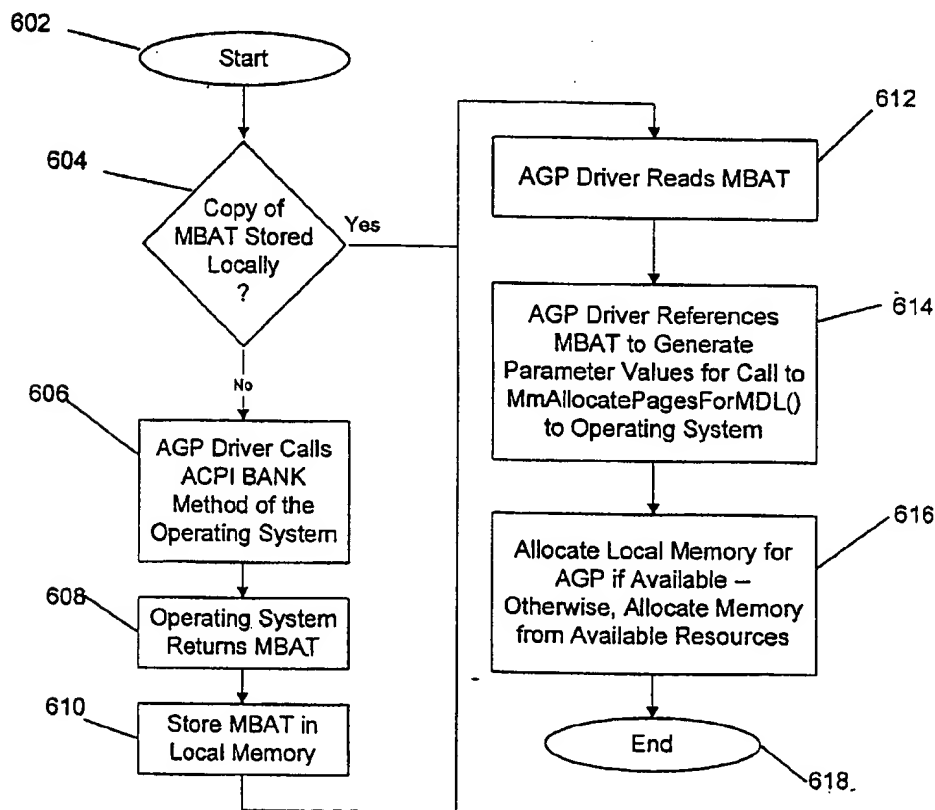 602
Start
604
Copy of
MBAT Stored
Locally
?
Yes
No
606
AGP Driver Calls
ACPI BANK
Method of the
Operating System
608
Operating System
Returns MBAT
610
Store MBAT in
Local Memory
612
AGP Driver Reads MBAT
614
AGP Driver References
MBAT to Generate
Parameter Values for Call to
MmAllocatePagesForMDL()
to Operating System
616
Allocate Local Memory for
AGP if Available –
Otherwise, Allocate Memory
from Available Resources
End
618